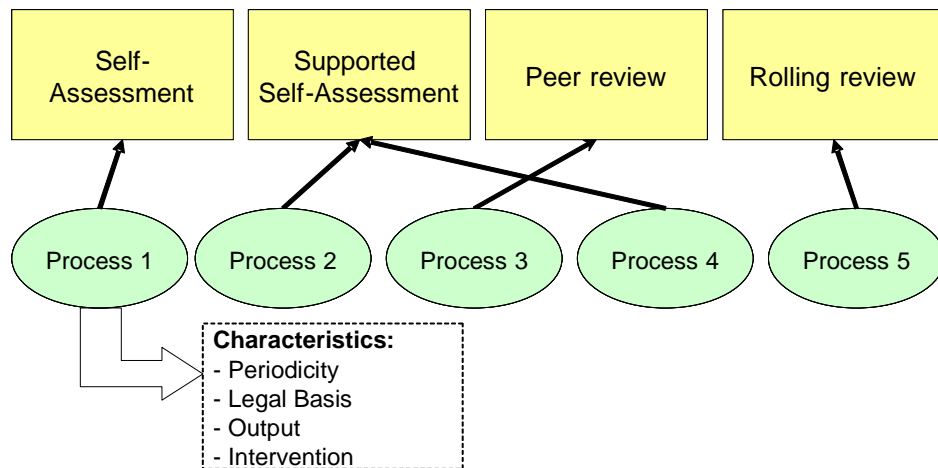 Self-
Assessment
Supported
Self-Assessment
Peer review
Rolling review
Process 1
Process 2
Process 3
Process 4
Process 5
Characteristics:
- Periodicity
- Legal Basis
- Output
- Intervention